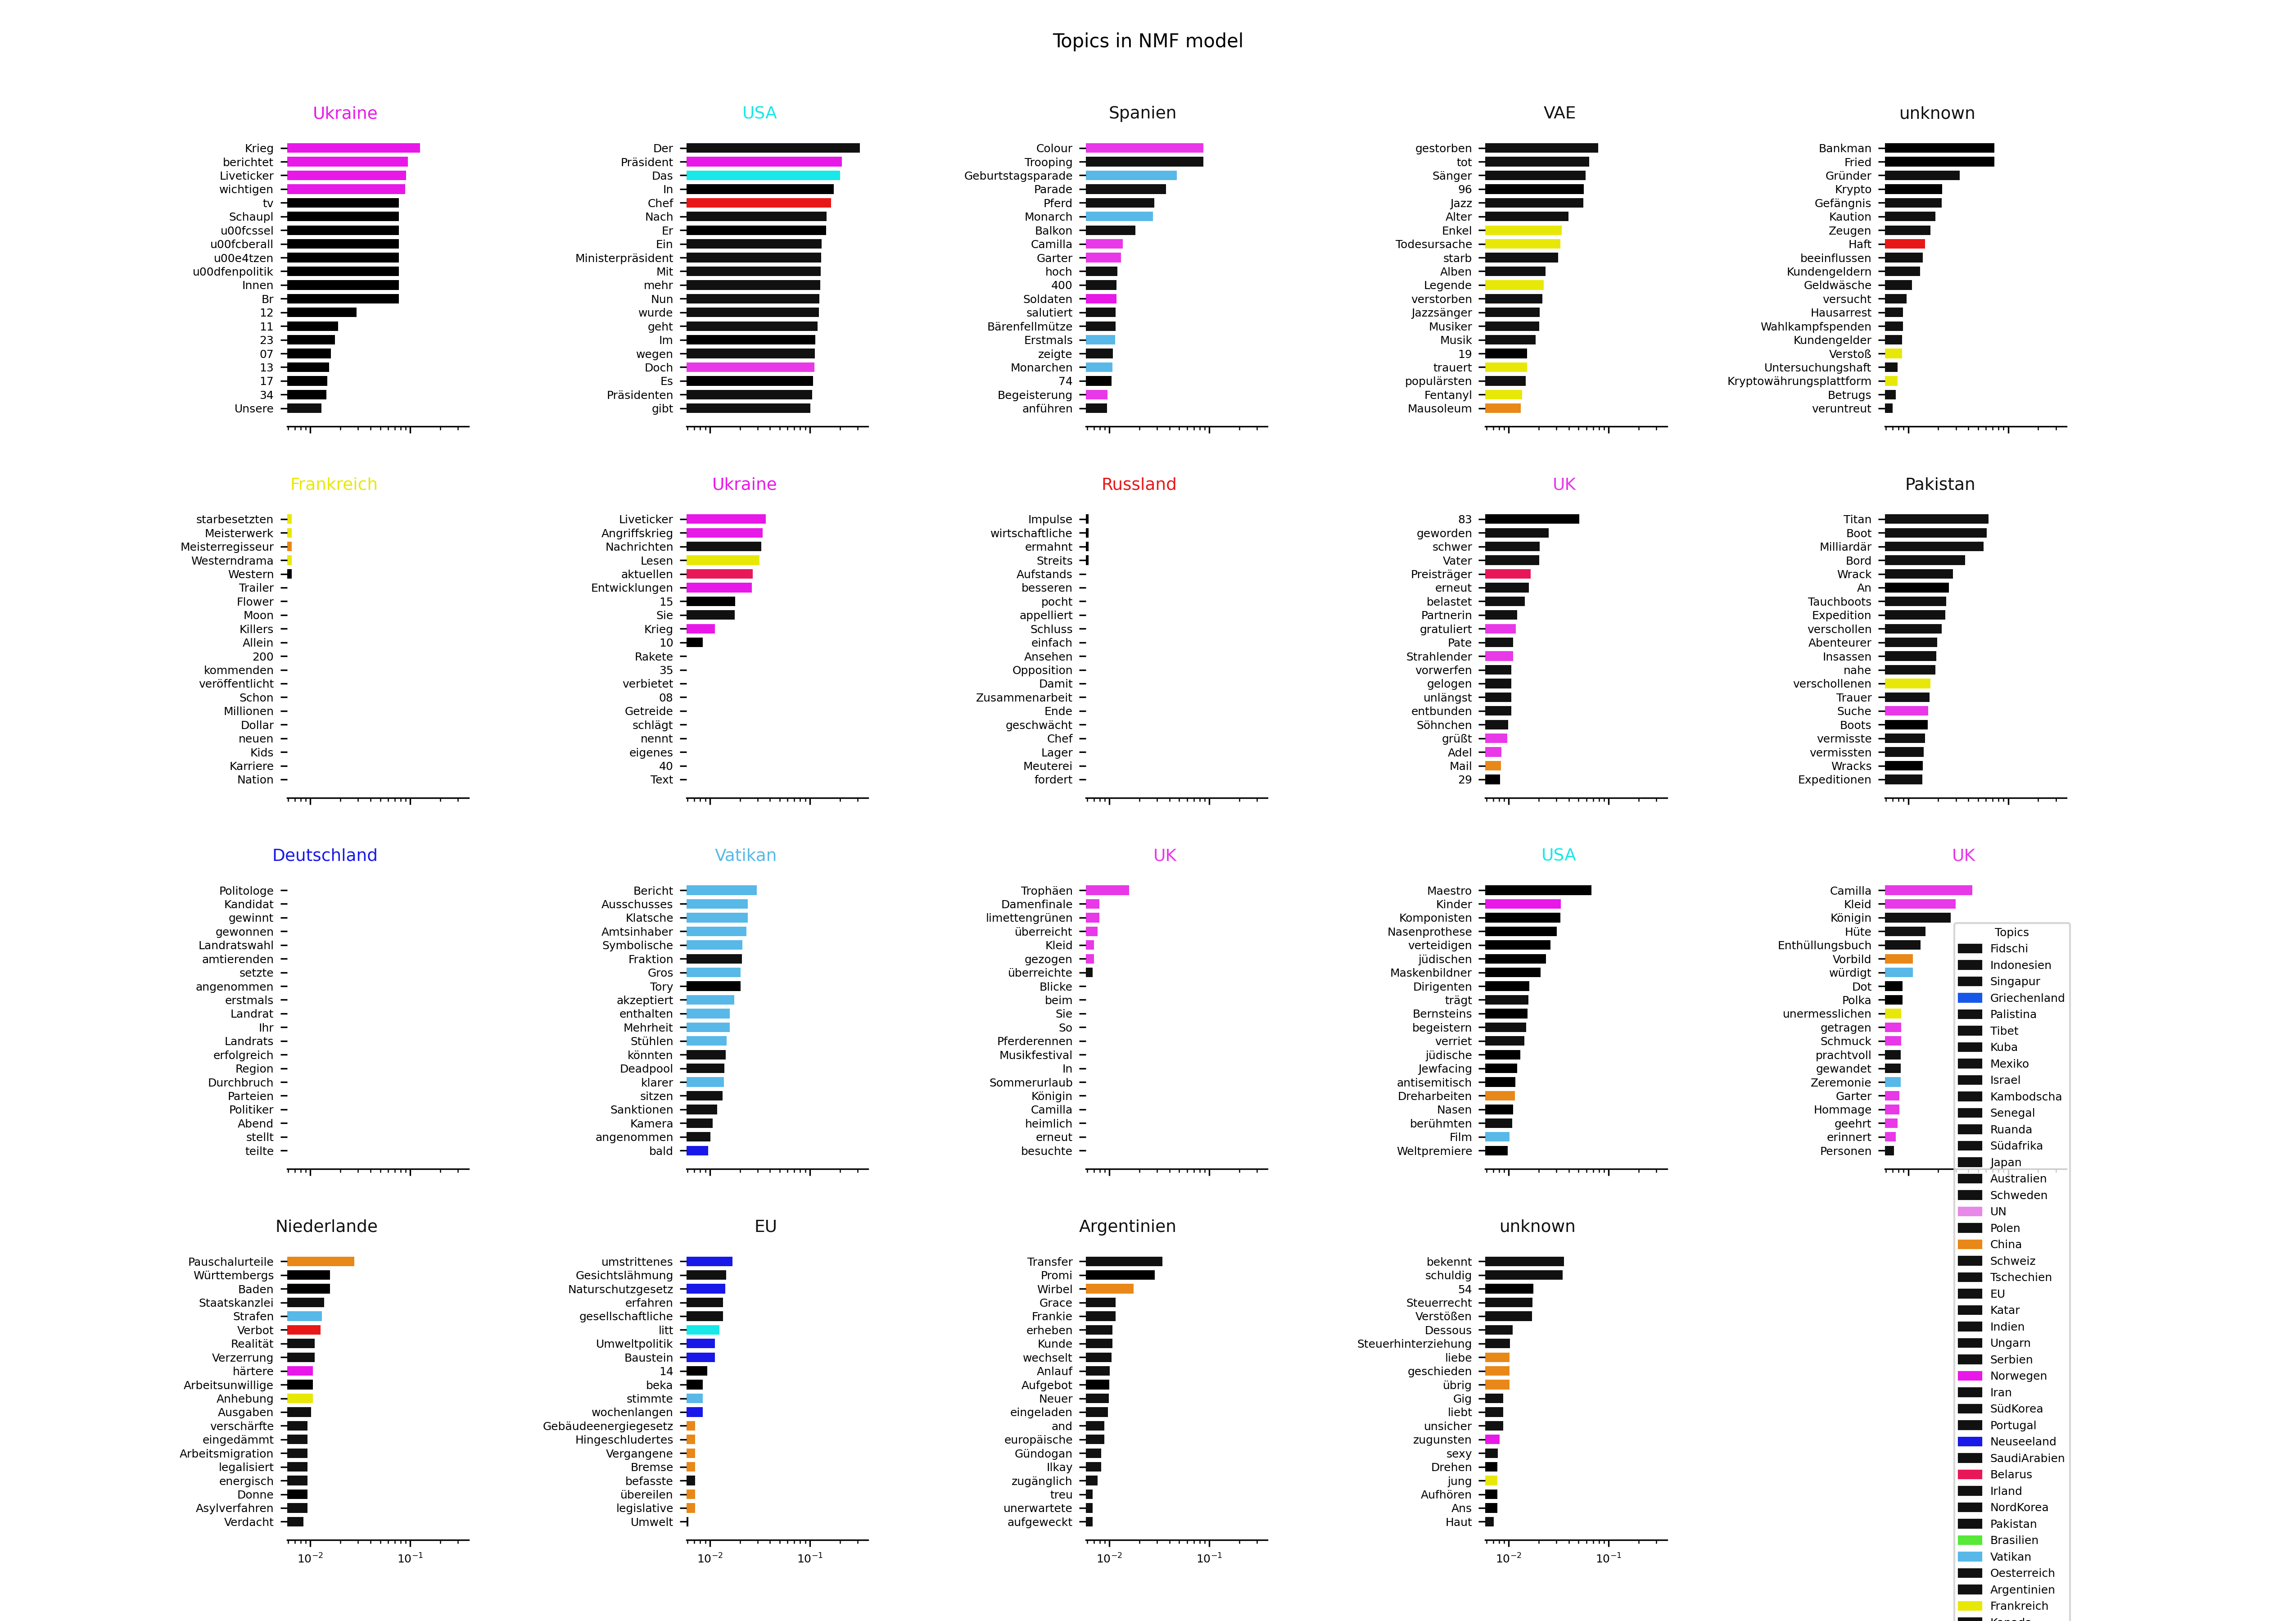 Topics in NMF model
Ukraine
Krieg
berichtet
Liveticker
wichtigen
tv
Schaupl
u00fcssel
u00fcberall
u00e4tzen
u00dfenpolitik
Innen
Br
12
11
23
07
13
17
34
Unsere
USA
Der
Präsident
Das
In
Chef
Nach
Er
Ein
Ministerpräsident
Mit
mehr
Nun
wurde
geht
Im
wegen
Doch
Es
Präsidenten
gibt
Spanien
Colour
Trooping
Geburtstagsparade
Parade
Pferd
Monarch
Balkon
Camilla
Garter
hoch
400
Soldaten
salutiert
Bärenfellmütze
Erstmals
zeigte
Monarchen
74
Begeisterung
anführen
VAE
gestorben
tot
Sänger
96
Jazz
Alter
Enkel
Todesursache
starb
Alben
Legende
verstorben
Jazzsänger
Musiker
Musik
19
trauert
populärsten
Fentanyl
Mausoleum
unknown
Bankman
Fried
Gründer
Krypto
Gefängnis
Kaution
Zeugen
Haft
beeinflussen
Kundengeldern
Geldwäsche
versucht
Hausarrest
Wahlkampfspenden
Kundengelder
Verstoß
Untersuchungshaft
Kryptowährungsplattform
Betrugs
veruntreut
Frankreich
starbesetzten
Meisterwerk
Meisterregisseur
Westerndrama
Western
Trailer
Flower
Moon
Killers
Allein
200
kommenden
veröffentlicht
Schon
Millionen
Dollar
neuen
Kids
Karriere
Nation
Ukraine
Liveticker
Angriffskrieg
Nachrichten
Lesen
aktuellen
Entwicklungen
15
Sie
Krieg
10
Rakete
35
verbietet
08
Getreide
schlägt
nennt
eigenes
40
Text
Russland
Impulse
wirtschaftliche
ermahnt
Streits
Aufstands
besseren
pocht
appelliert
Schluss
einfach
Ansehen
Opposition
Damit
Zusammenarbeit
Ende
geschwächt
Chef
Lager
Meuterei
fordert
UK
83
geworden
schwer
Vater
Preisträger
erneut
belastet
Partnerin
gratuliert
Pate
Strahlender
vorwerfen
gelogen
unlängst
entbunden
Söhnchen
grüßt
Adel
Mail
29
Pakistan
Titan
Boot
Milliardär
Bord
Wrack
An
Tauchboots
Expedition
verschollen
Abenteurer
Insassen
nahe
verschollenen
Trauer
Suche
Boots
vermisste
vermissten
Wracks
Expeditionen
Deutschland
Politologe
Kandidat
gewinnt
gewonnen
Landratswahl
amtierenden
setzte
angenommen
erstmals
Landrat
Ihr
Landrats
erfolgreich
Region
Durchbruch
Parteien
Politiker
Abend
stellt
teilte
Vatikan
Bericht
Ausschusses
Klatsche
Amtsinhaber
Symbolische
Fraktion
Gros
Tory
akzeptiert
enthalten
Mehrheit
Stühlen
könnten
Deadpool
klarer
sitzen
Sanktionen
Kamera
angenommen
bald
UK
Trophäen
Damenfinale
limettengrünen
überreicht
Kleid
gezogen
überreichte
Blicke
beim
Sie
So
Pferderennen
Musikfestival
In
Sommerurlaub
Königin
Camilla
heimlich
erneut
besuchte
USA
Maestro
Kinder
Komponisten
Nasenprothese
verteidigen
jüdischen
Maskenbildner
Dirigenten
trägt
Bernsteins
begeistern
verriet
jüdische
Jewfacing
antisemitisch
Dreharbeiten
Nasen
berühmten
Film
Weltpremiere
UK
Camilla
Kleid
Königin
Hüte
Enthüllungsbuch
Vorbild
würdigt
Dot
Polka
unermesslichen
getragen
Schmuck
prachtvoll
gewandet
Zeremonie
Garter
Hommage
geehrt
erinnert
Personen
Niederlande
Pauschalurteile
Württembergs
Baden
Staatskanzlei
Strafen
Verbot
Realität
Verzerrung
härtere
Arbeitsunwillige
Anhebung
Ausgaben
verschärfte
eingedämmt
Arbeitsmigration
legalisiert
energisch
Donne
Asylverfahren
Verdacht
10⁻² 10⁻¹
EU
umstrittenes
Gesichtslähmung
Naturschutzgesetz
erfahren
gesellschaftliche
litt
Umweltpolitik
Baustein
14
beka
stimmte
wochenlangen
Gebäudeenergiegesetz
Hingeschludertes
Vergangene
Bremse
befasste
übereilen
legislative
Umwelt
10⁻² 10⁻¹
Argentinien
Transfer
Promi
Wirbel
Grace
Frankie
erheben
Kunde
wechselt
Anlauf
Aufgebot
Neuer
eingeladen
and
europäische
Gündogan
Ilkay
zugänglich
treu
unerwartete
aufgeweckt
10⁻² 10⁻¹
unknown
bekennt
schuldig
54
Steuerrecht
Verstößen
Dessous
Steuerhinterziehung
liebe
geschieden
übrig
Gig
liebt
unsicher
zugunsten
sexy
Drehen
jung
Aufhören
Ans
Haut
10⁻² 10⁻¹
Topics
Fidschi
Indonesien
Singapur
Griechenland
Palistina
Tibet
Kuba
Mexiko
Israel
Kambodscha
Senegal
Ruanda
Südafrika
Japan
Australien
Schweden
UN
Polen
China
Schweiz
Tschechien
EU
Katar
Indien
Ungarn
Serbien
Norwegen
Iran
SüdKorea
Portugal
Neuseeland
SaudiArabien
Belarus
Irland
NordKorea
Pakistan
Brasilien
Vatikan
Oesterreich
Argentinien
Frankreich